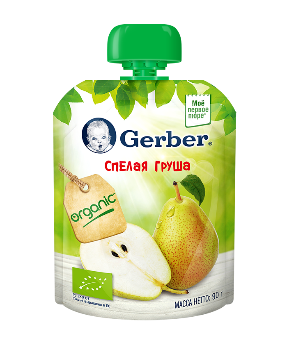 Моё
первое
пюре*
Gerber®
СПЕЛАЯ ГРУША
organic
МАССА НЕТТО: 90 г